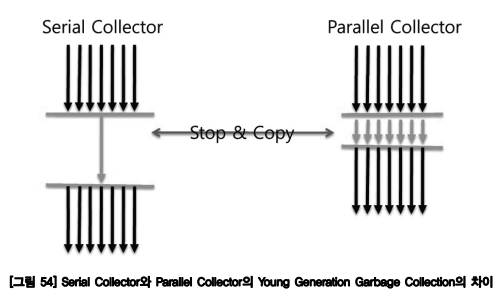 Serial Collector
Parallel Collector
Stop & Copy
[그림 54] Serial Collector와 Parallel Collector의 Young Generation Garbage Collection의 차이